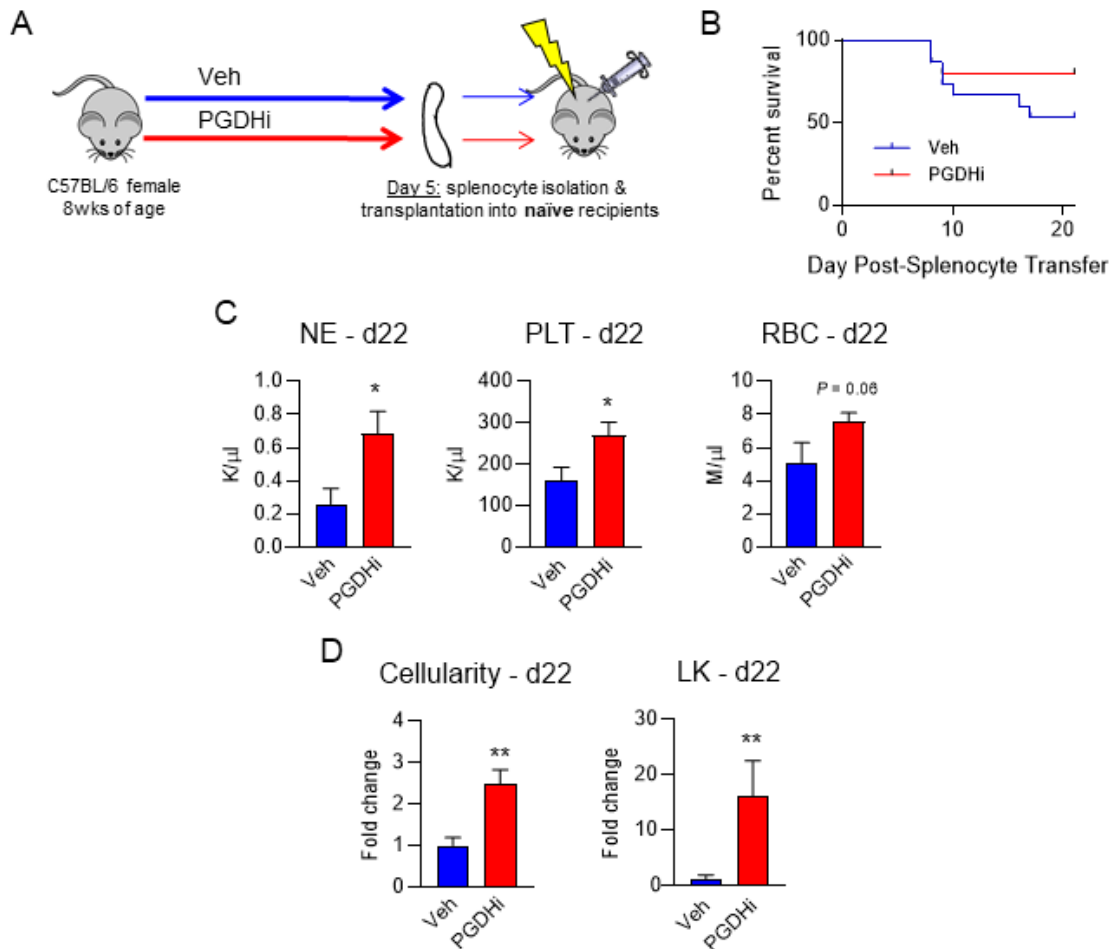 A
Veh
PGDHi
C57BL/6 female
8wks of age
Day 5: splenocyte isolation &
transplantation into naïve recipients
B
Percent survival
100
50
0
Veh
PGDHi
0
10
20
Day Post-Splenocyte Transfer
C
NE - d22
K/µl
1.0
0.8
0.6
0.4
0.2
0.0
*
Veh
PGDHi
PLT - d22
K/µl
400
300
200
100
0
*
Veh
PGDHi
RBC - d22
M/µl
10
8
6
4
2
0
P = 0.06
Veh
PGDHi
D
Cellularity - d22
Fold change
4
3
2
1
0
**
Veh
PGDHi
LK - d22
Fold change
30
20
10
0
**
Veh
PGDHi